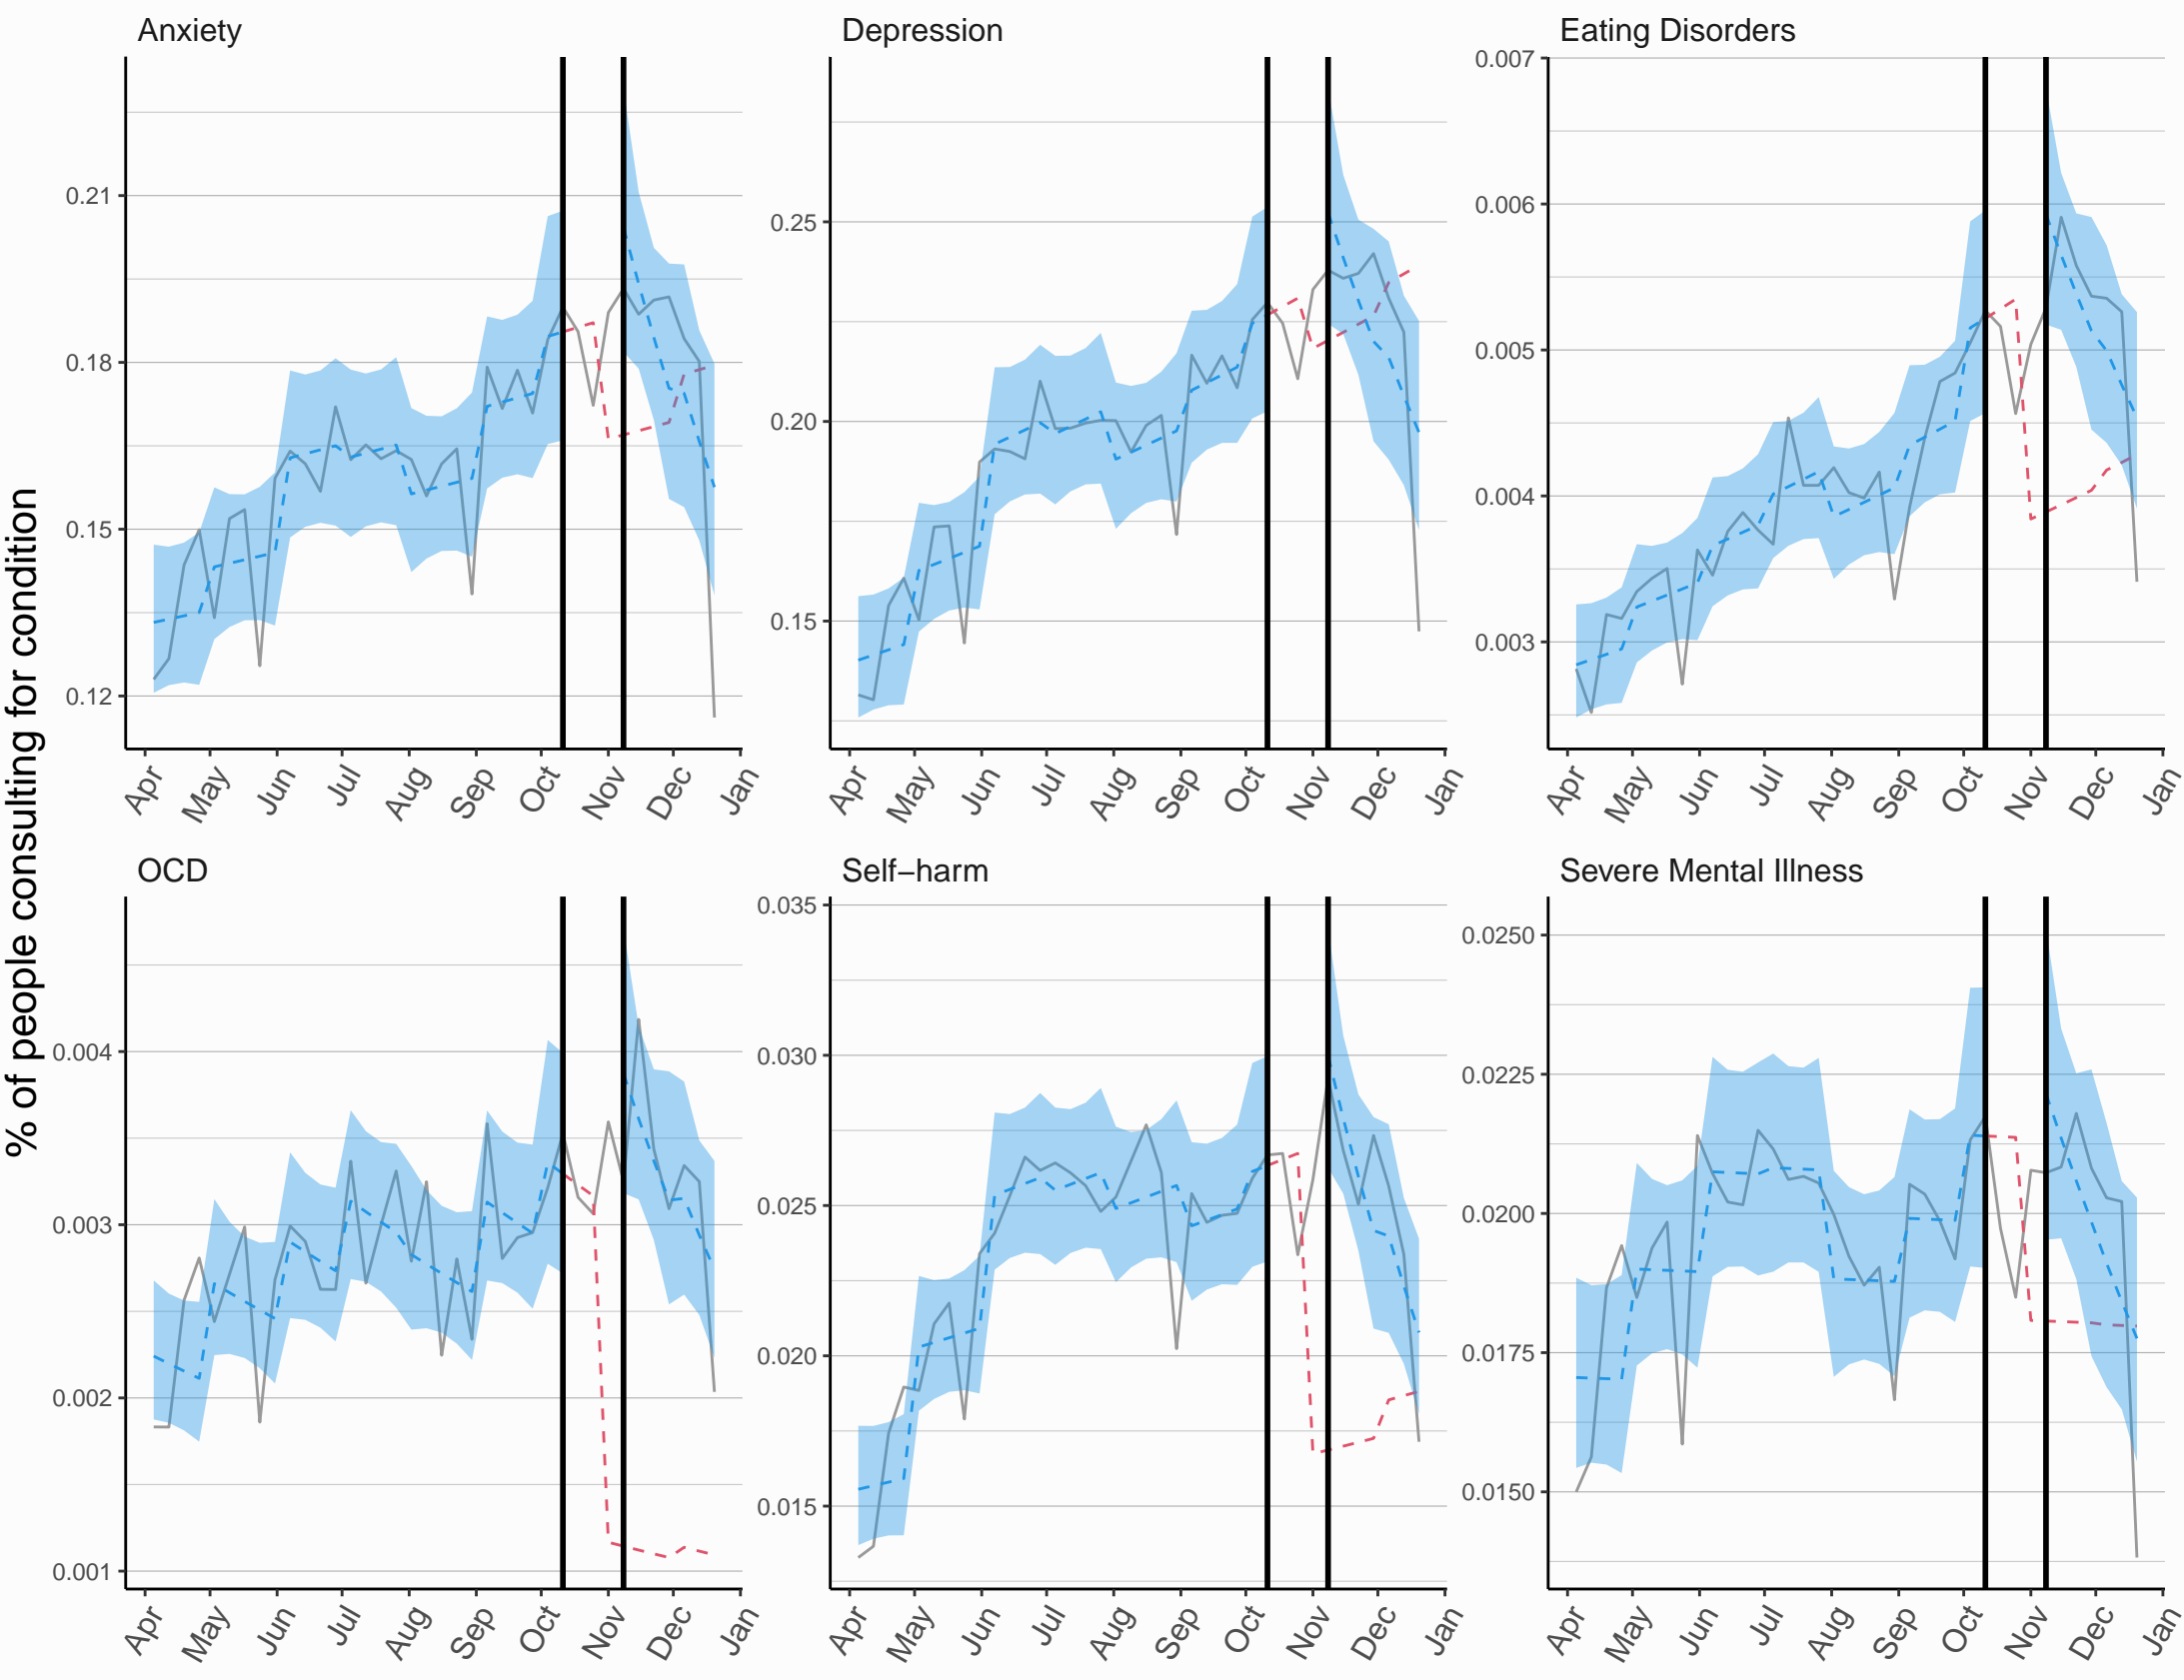 % of people consulting for condition
Anxiety
0.21
0.18
0.15
0.12
Apr May Jun Jul Aug Sep Oct Nov Dec Jan
Depression
0.25
0.20
0.15
Apr May Jun Jul Aug Sep Oct Nov Dec Jan
Eating Disorders
0.007
0.006
0.005
0.004
0.003
Apr May Jun Jul Aug Sep Oct Nov Dec Jan
OCD
0.004
0.003
0.002
0.001
Apr May Jun Jul Aug Sep Oct Nov Dec Jan
Self−harm
0.035
0.030
0.025
0.020
0.015
Apr May Jun Jul Aug Sep Oct Nov Dec Jan
Severe Mental Illness
0.0250
0.0225
0.0200
0.0175
0.0150
Apr May Jun Jul Aug Sep Oct Nov Dec Jan